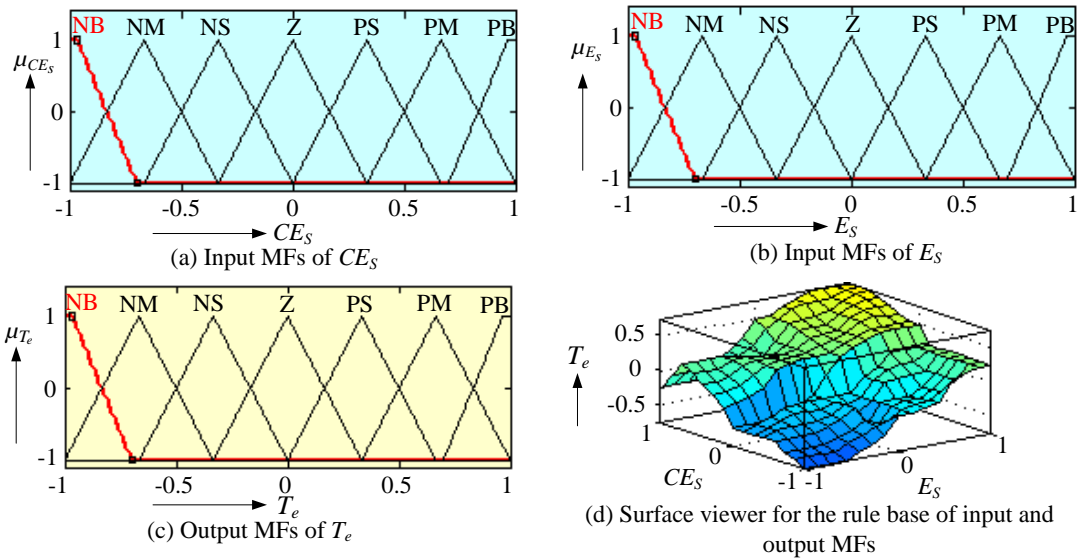 NB NM NS Z PS PM PB
μCES
1
0
-1
-1 -0.5 0 0.5 1
CES
(a) Input MFs of CES
NB NM NS Z PS PM PB
μES
1
0
-1
-1 -0.5 0 0.5 1
ES
(b) Input MFs of ES
NB NM NS Z PS PM PB
μTe
1
0
-1
-1 -0.5 0 0.5 1
Te
(c) Output MFs of Te
Te
0.5
0
-0.5
1 0 -1
CES
-1 0 1
ES
(d) Surface viewer for the rule base of input and
output MFs